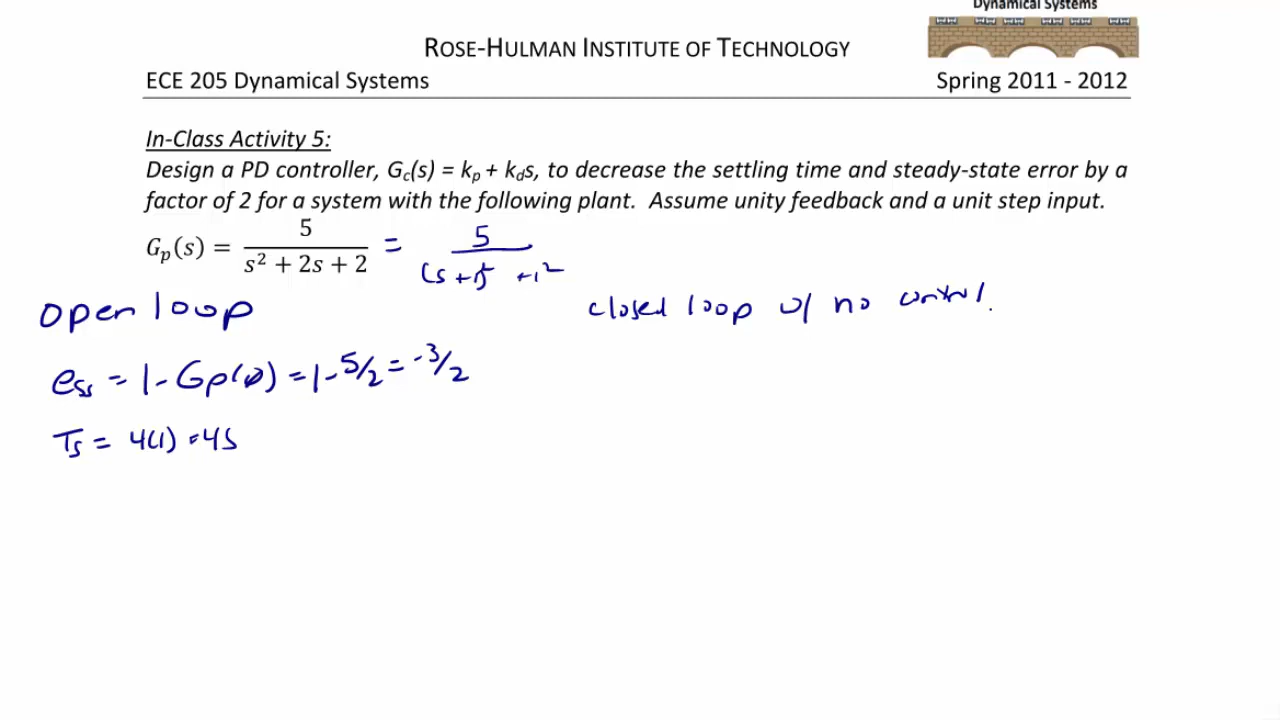 Dynamical Systems
ROSE-HULMAN INSTITUTE OF TECHNOLOGY
ECE 205 Dynamical Systems Spring 2011 - 2012
In-Class Activity 5:
Design a PD controller, Gc(s) = kp + kds, to decrease the settling time and steady-state error by a
factor of 2 for a system with the following plant. Assume unity feedback and a unit step input.
Gp(s) = 5 / (s² + 2s + 2) = 5 / ((s+1)² + 1²)
open loop
closed loop w/ no control
ess = 1 - Gp(0) = 1 - 5/2 = -3/2
Ts = 4(1) = 4s